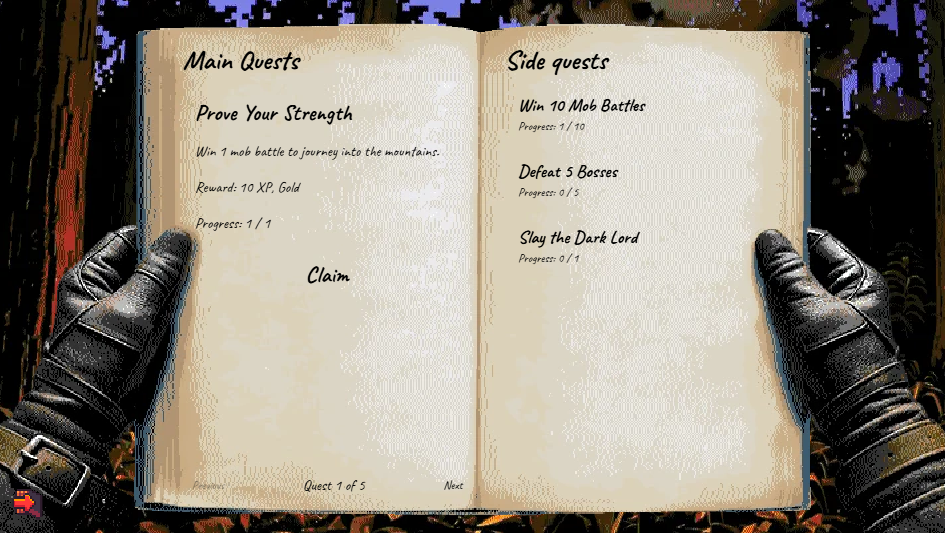 Main Quests
Prove Your Strength
Win 1 mob battle to journey into the mountains.
Reward: 10 XP, Gold
Progress: 1 / 1
Claim
Previous
Quest 1 of 5
Next
Side quests
Win 10 Mob Battles
Progress: 1 / 10
Defeat 5 Bosses
Progress: 0 / 5
Slay the Dark Lord
Progress: 0 / 1